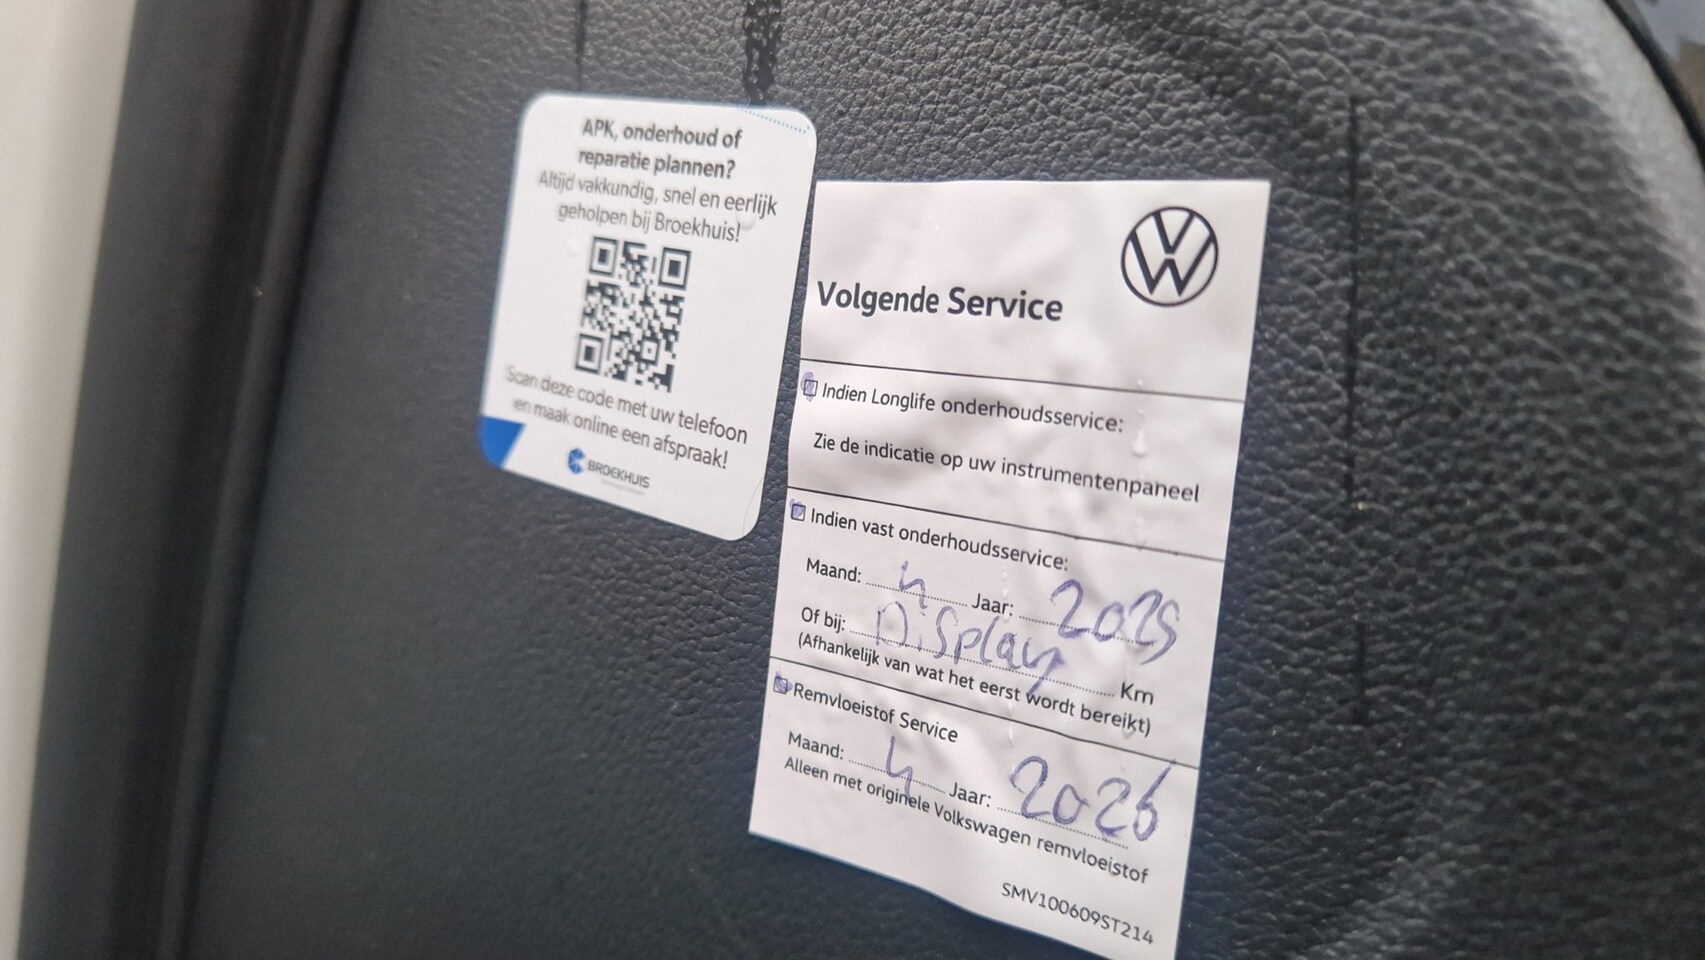 APK, onderhoud of
reparatie plannen?
Altijd vakkundig, snel en eerlijk
geholpen bij Broekhuis!
Scan deze code met uw telefoon
en maak online een afspraak!
BROEKHUIS
Volgende Service
Indien Longlife onderhoudsservice:
Zie de indicatie op uw instrumentenpaneel
Indien vast onderhoudsservice:
Maand: 4 Jaar: 2025
Of bij: Display Km
(Afhankelijk van wat het eerst wordt bereikt)
Remvloeistof Service
Maand: 4 Jaar: 2026
Alleen met originele Volkswagen remvloeistof
SMV100609ST214